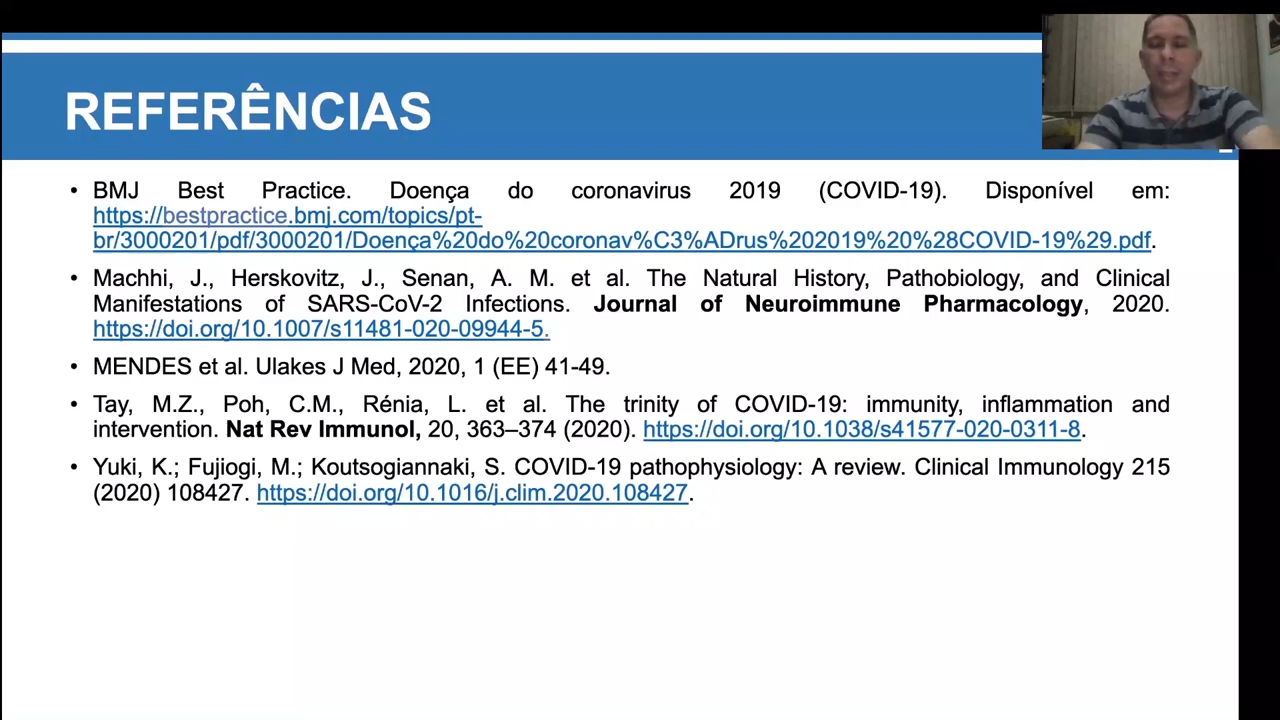 REFERÊNCIAS
• BMJ Best Practice. Doença do coronavirus 2019 (COVID-19). Disponível em:
https://bestpractice.bmj.com/topics/pt-
br/3000201/pdf/3000201/Doença%20do%20coronav%C3%ADrus%202019%20%28COVID-19%29.pdf.
• Machhi, J., Herskovitz, J., Senan, A. M. et al. The Natural History, Pathobiology, and Clinical
Manifestations of SARS-CoV-2 Infections. Journal of Neuroimmune Pharmacology, 2020.
https://doi.org/10.1007/s11481-020-09944-5.
• MENDES et al. Ulakes J Med, 2020, 1 (EE) 41-49.
• Tay, M.Z., Poh, C.M., Rénia, L. et al. The trinity of COVID-19: immunity, inflammation and
intervention. Nat Rev Immunol, 20, 363–374 (2020). https://doi.org/10.1038/s41577-020-0311-8.
• Yuki, K.; Fujiogi, M.; Koutsogiannaki, S. COVID-19 pathophysiology: A review. Clinical Immunology 215
(2020) 108427. https://doi.org/10.1016/j.clim.2020.108427.